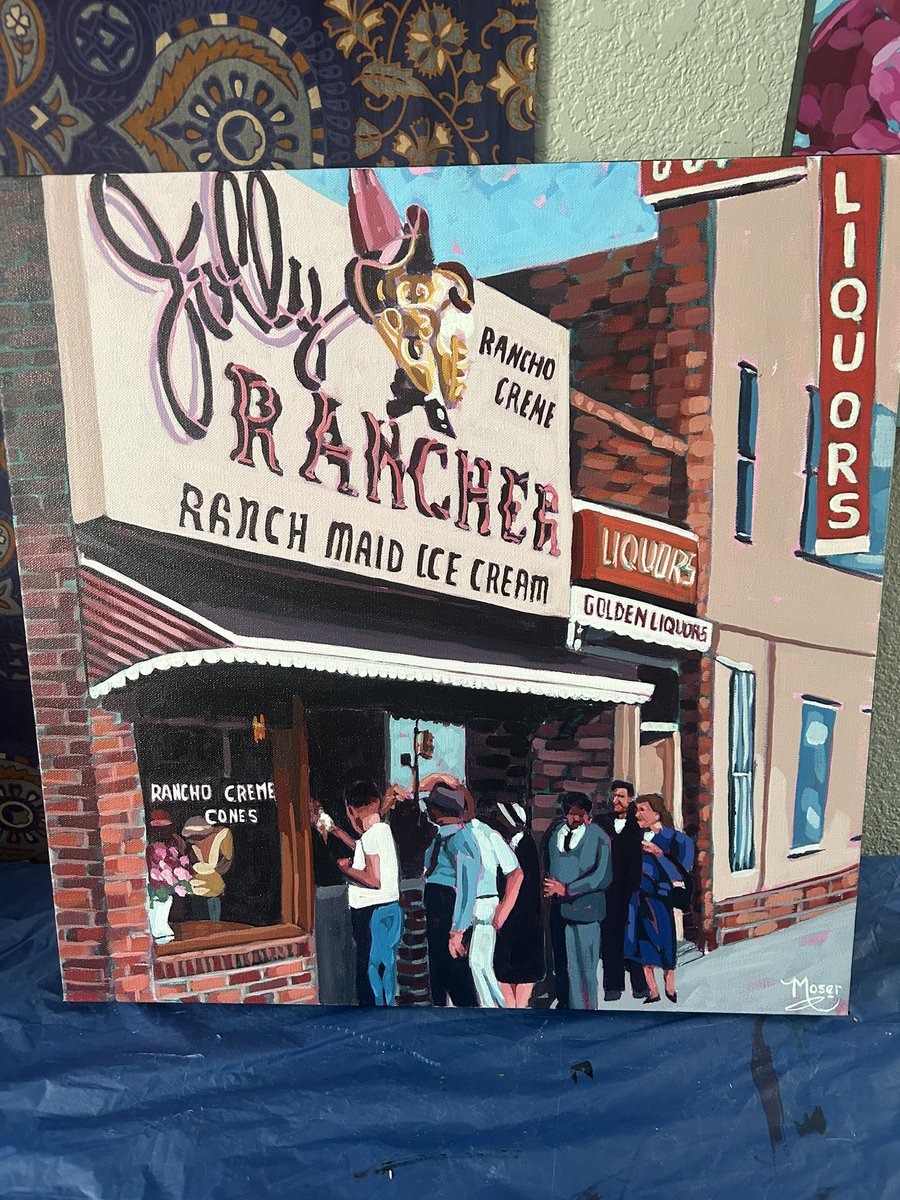 Jolly
RANCHER
RANCHO
CREME
RANCH MAID ICE CREAM
LIQUORS
LIQUORS
GOLDEN LIQUORS
RANCHO CREME
CONES
Moser